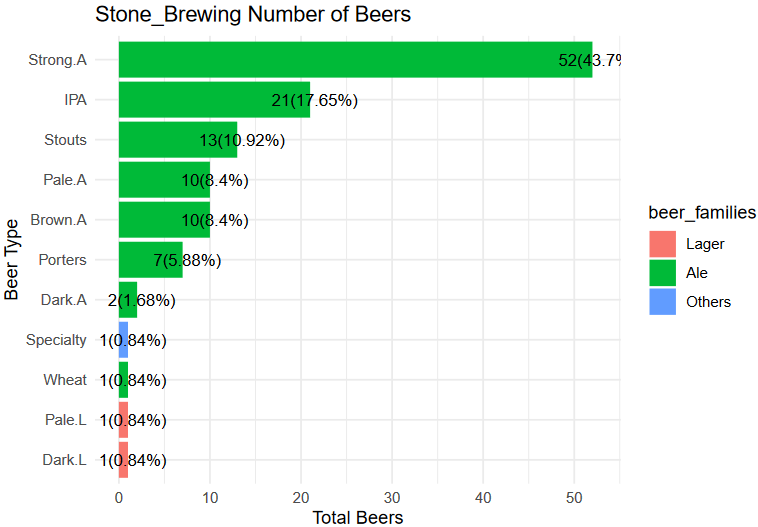 Stone_Brewing Number of Beers
Beer Type
Strong.A 52(43.7%
IPA 21(17.65%)
Stouts 13(10.92%)
Pale.A 10(8.4%)
Brown.A 10(8.4%)
Porters 7(5.88%)
Dark.A 2(1.68%)
Specialty 1(0.84%)
Wheat 1(0.84%)
Pale.L 1(0.84%)
Dark.L 1(0.84%)
0 10 20 30 40 50
Total Beers
beer_families
Lager
Ale
Others